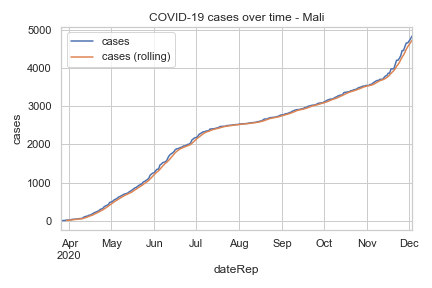 COVID-19 cases over time - Mali
cases
cases (rolling)
5000
4000
3000
2000
1000
0
cases
Apr May Jun Jul Aug Sep Oct Nov Dec
2020
dateRep